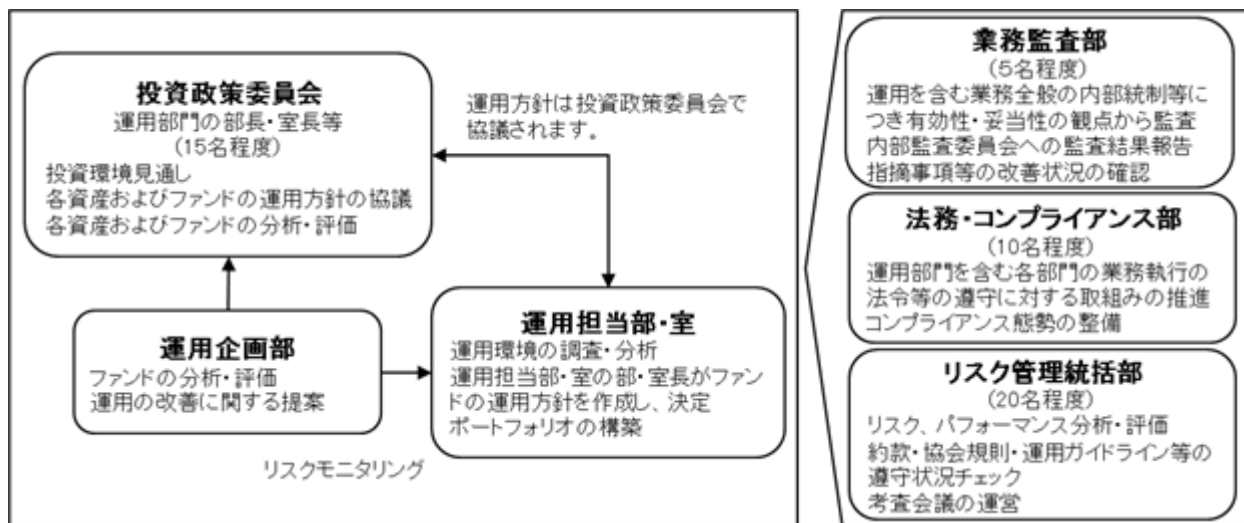 投資政策委員会
運用部門の部長・室長等
(15名程度)
投資環境見通し
各資産およびファンドの運用方針の協議
各資産およびファンドの分析・評価
運用方針は投資政策委員会で
協議されます。
運用企画部
ファンドの分析・評価
運用の改善に関する提案
運用担当部・室
運用環境の調査・分析
運用担当部・室の部・室長がファン
ドの運用方針を作成し、決定
ポートフォリオの構築
リスクモニタリング
業務監査部
(5名程度)
運用を含む業務全般の内部統制等に
つき有効性・妥当性の観点から監査
内部監査委員会への監査結果報告
指摘事項等の改善状況の確認
法務・コンプライアンス部
(10名程度)
運用部門を含む各部門の業務執行の
法令等の遵守に対する取組みの推進
コンプライアンス態勢の整備
リスク管理統括部
(20名程度)
リスク、パフォーマンス分析・評価
約款・協会規則・運用ガイドライン等の
遵守状況チェック
考査会議の運営